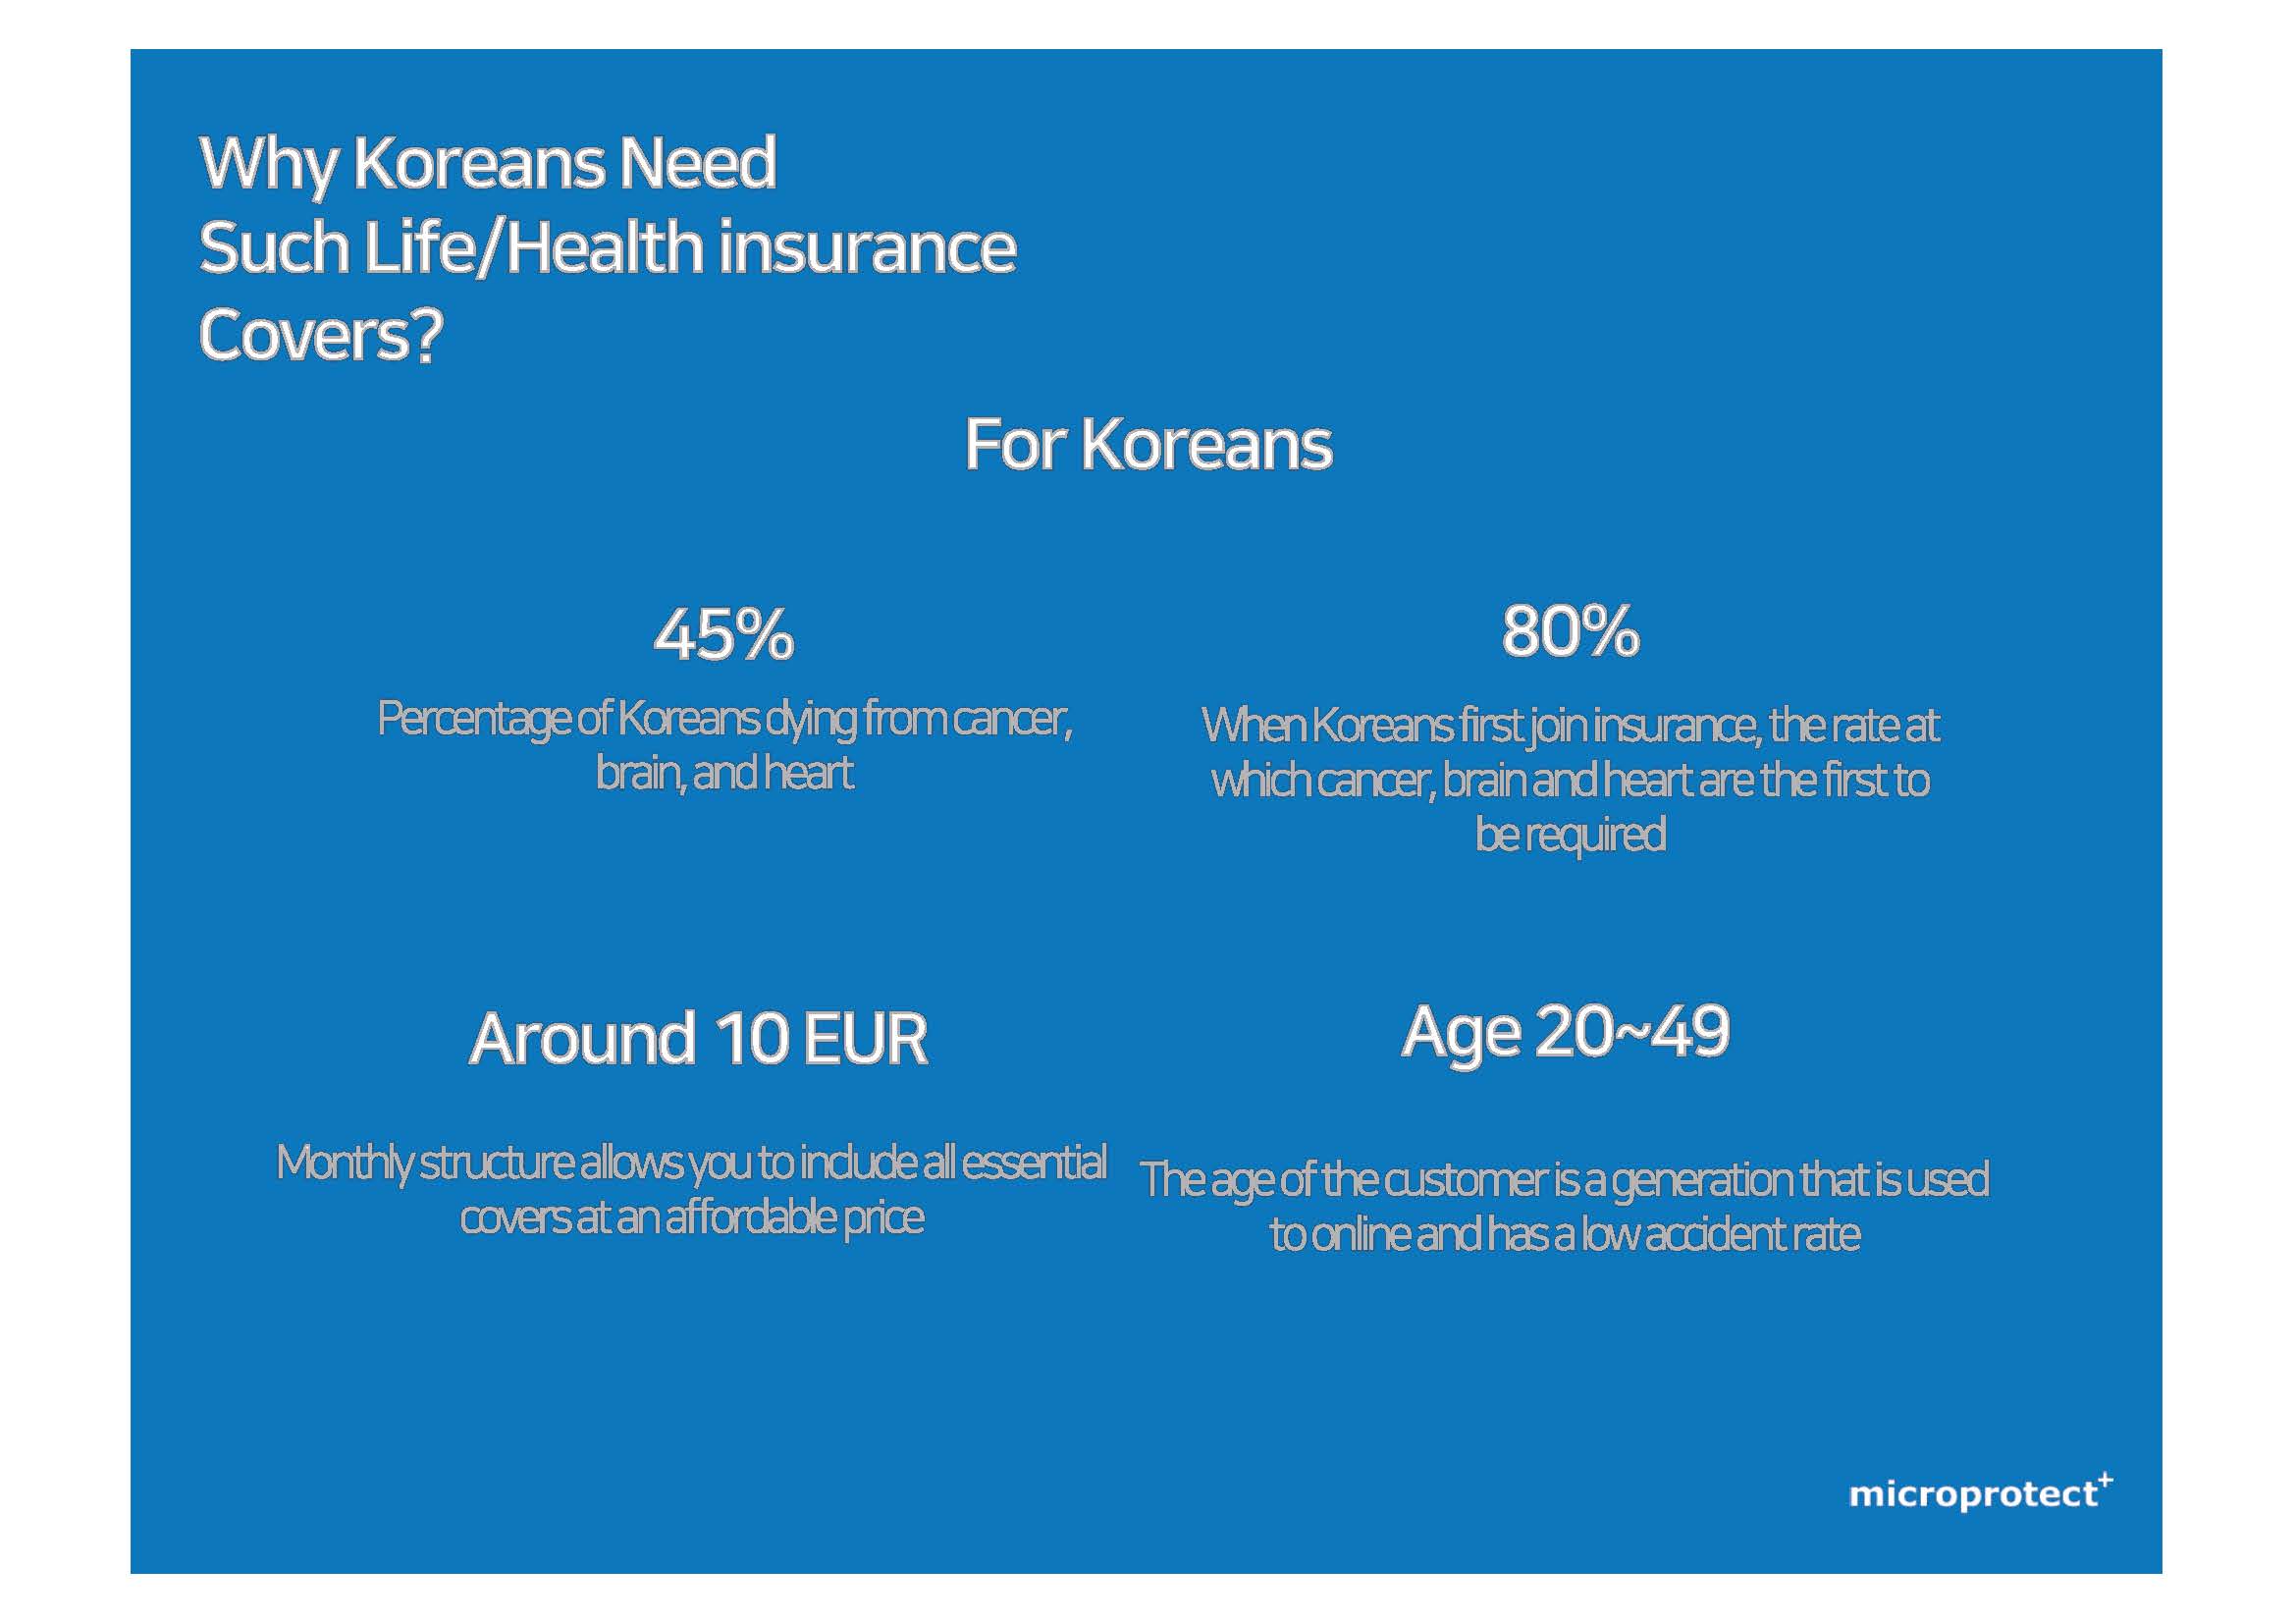 Why Koreans Need
Such Life/Health insurance
Covers?
For Koreans
45%
Percentage of Koreans dying from cancer,
brain, and heart
80%
When Koreans first join insurance, the rate at
which cancer, brain and heart are the first to
be required
Around 10 EUR
Monthly structure allows you to include all essential
covers at an affordable price
Age 20~49
The age of the customer is a generation that is used
to online and has a low accident rate
microprotect+